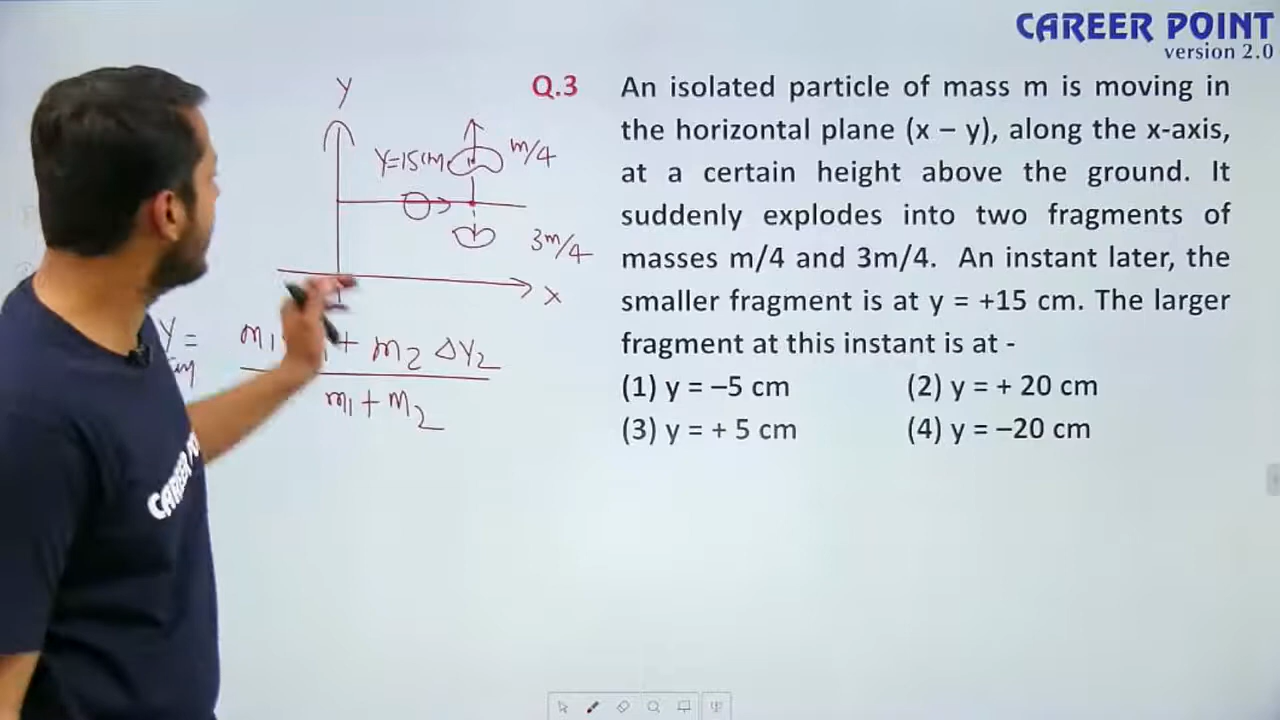 CAREER POINT
version 2.0
Q.3 An isolated particle of mass m is moving in
the horizontal plane (x – y), along the x-axis,
at a certain height above the ground. It
suddenly explodes into two fragments of
masses m/4 and 3m/4. An instant later, the
smaller fragment is at y = +15 cm. The larger
fragment at this instant is at -
(1) y = –5 cm (2) y = + 20 cm
(3) y = + 5 cm (4) y = –20 cm
Y
Y=15cm m/4
3m/4
X
Y = m1 + m2 ΔY2
m1 + m2
CAREER PO